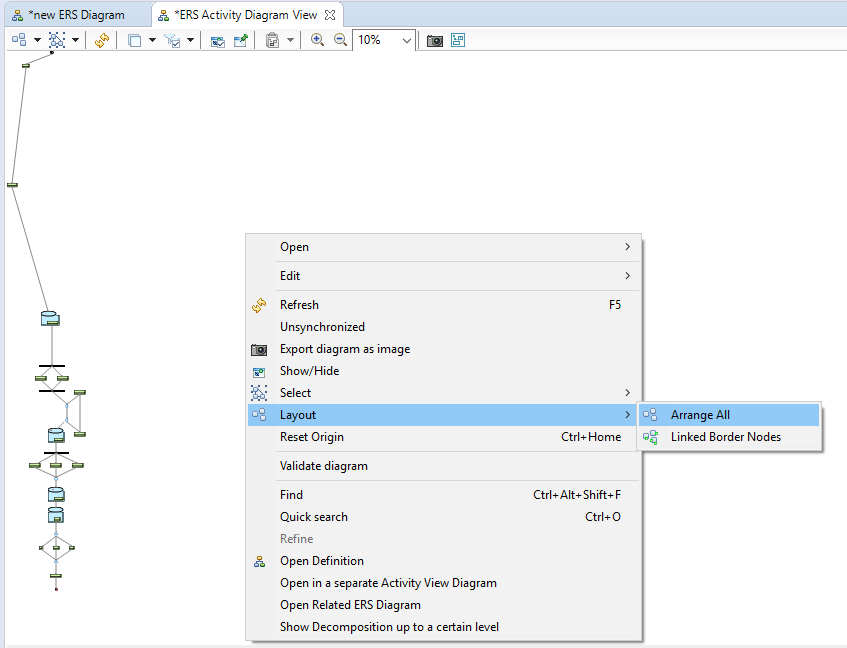 *new ERS Diagram
*ERS Activity Diagram View
10%
Open
Edit
Refresh F5
Unsynchronized
Export diagram as image
Show/Hide
Select
Layout
Arrange All
Reset Origin Ctrl+Home
Linked Border Nodes
Validate diagram
Find Ctrl+Alt+Shift+F
Quick search Ctrl+O
Refine
Open Definition
Open in a separate Activity View Diagram
Open Related ERS Diagram
Show Decomposition up to a certain level